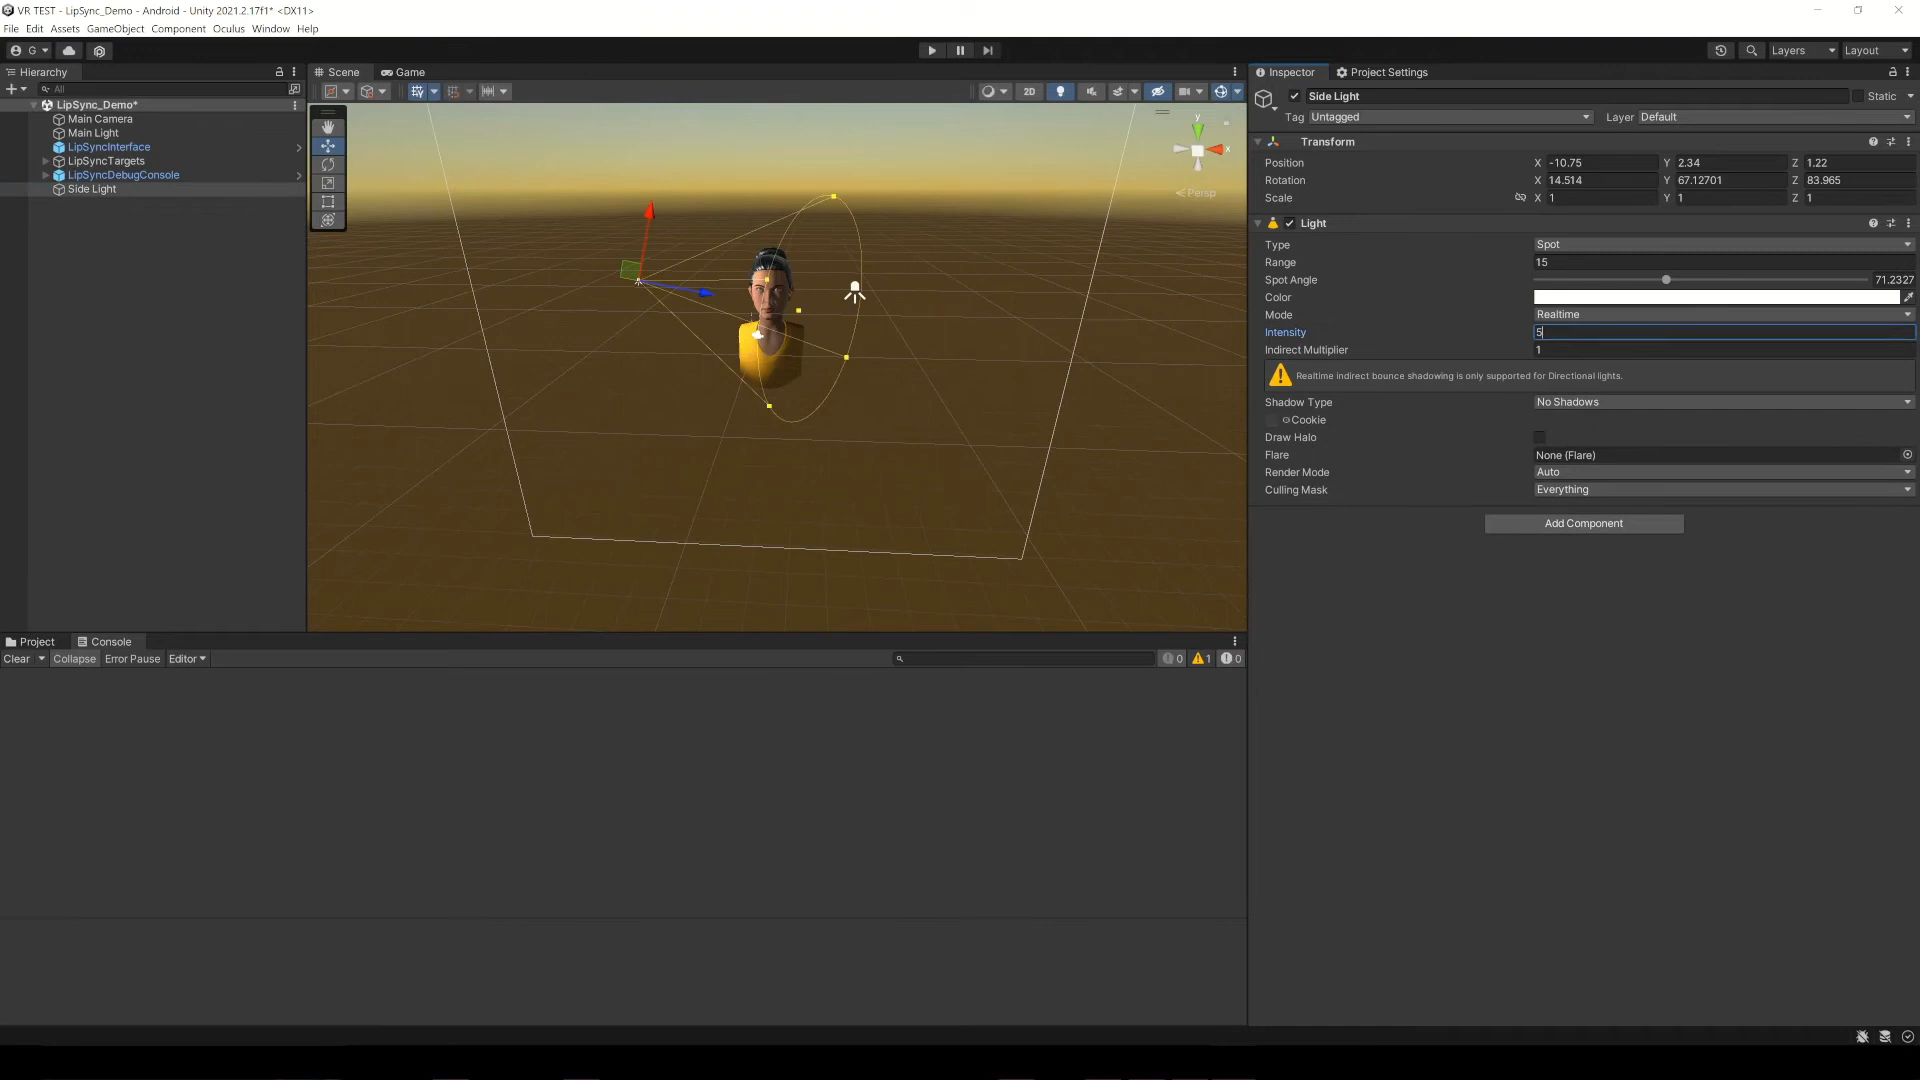 VR TEST - LipSync_Demo - Android - Unity 2021.2.17f1* <DX11>
File Edit Assets GameObject Component Oculus Window Help
G Layers Layout
Hierarchy
All
LipSync_Demo*
Main Camera
Main Light
LipSyncInterface
LipSyncTargets
LipSyncDebugConsole
Side Light
Scene Game
2D
y
x
Persp
Inspector Project Settings
Side Light Static
Tag Untagged Layer Default
Transform
Position X -10.75 Y 2.34 Z 1.22
Rotation X 14.514 Y 67.12701 Z 83.965
Scale X 1 Y 1 Z 1
Light
Type Spot
Range 15
Spot Angle 71.2327
Color
Mode Realtime
Intensity 5
Indirect Multiplier 1
Realtime indirect bounce shadowing is only supported for Directional lights.
Shadow Type No Shadows
Cookie
Draw Halo
Flare None (Flare)
Render Mode Auto
Culling Mask Everything
Add Component
Project Console
Clear Collapse Error Pause Editor 0 1 0